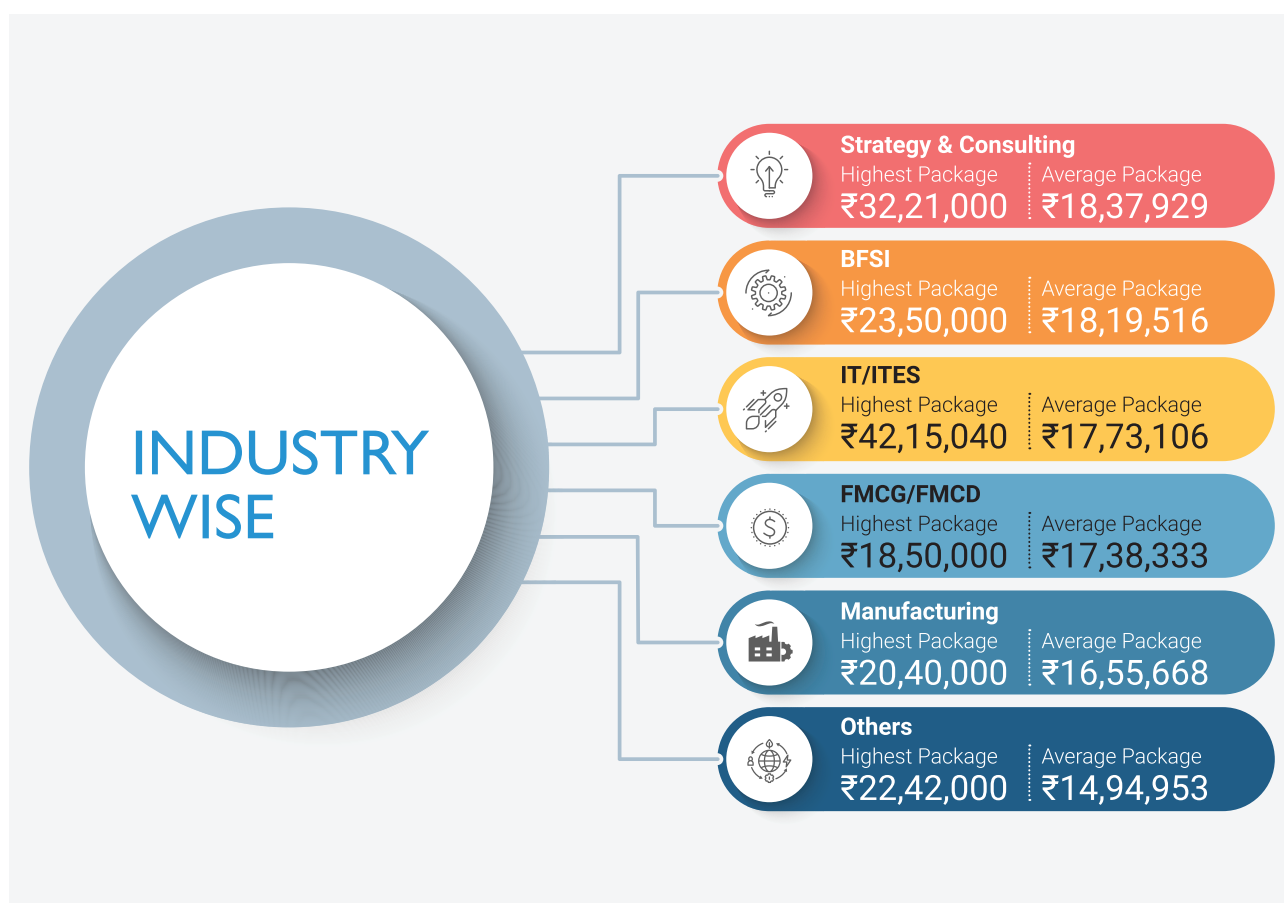 INDUSTRY
WISE
Strategy & Consulting
Highest Package Average Package
₹32,21,000 ₹18,37,929
BFSI
Highest Package Average Package
₹23,50,000 ₹18,19,516
IT/ITES
Highest Package Average Package
₹42,15,040 ₹17,73,106
FMCG/FMCD
Highest Package Average Package
₹18,50,000 ₹17,38,333
Manufacturing
Highest Package Average Package
₹20,40,000 ₹16,55,668
Others
Highest Package Average Package
₹22,42,000 ₹14,94,953